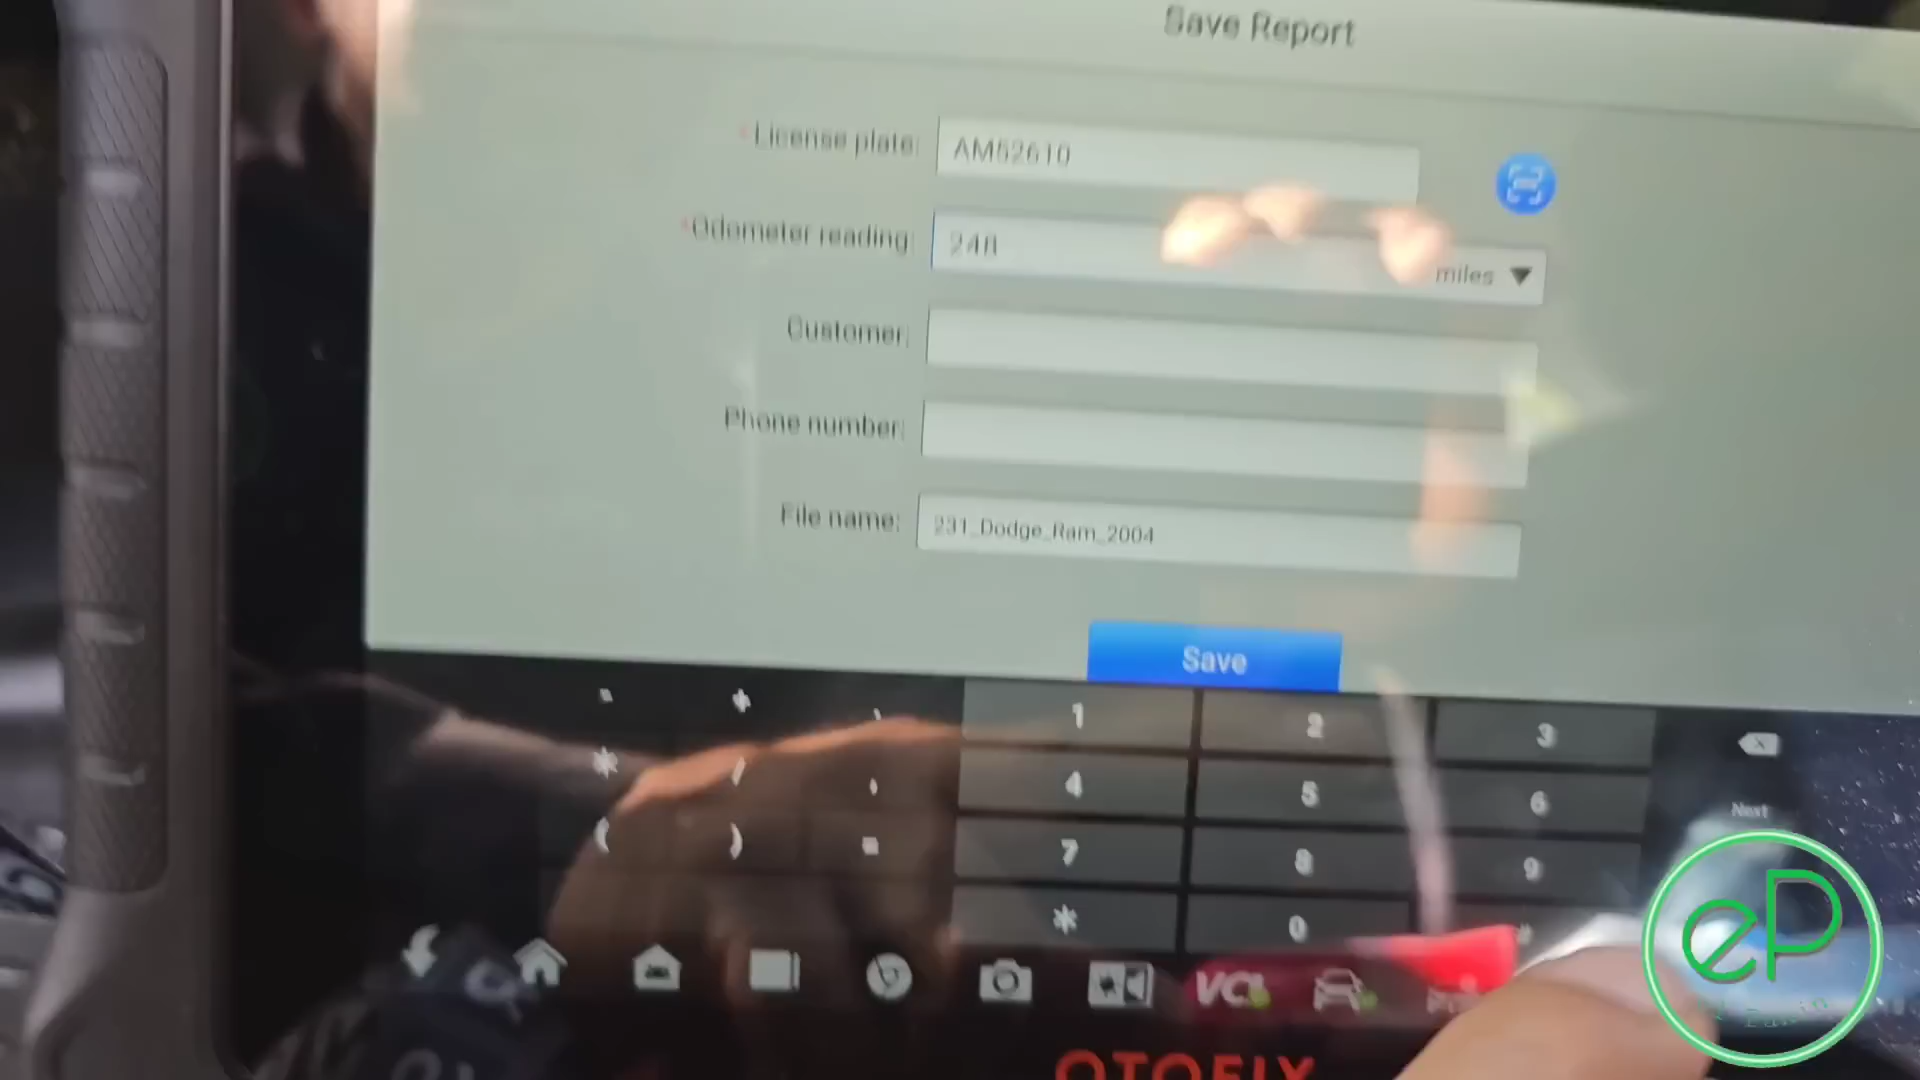 Save Report
*License plate: AM52610
*Odometer reading: 248 miles
Customer:
Phone number:
File name: 231_Dodge_Ram_2004
Save
1 2 3
* / 4 5 6
Next
( ) 7 8 9
* 0
VCI
OTOFIX
eP